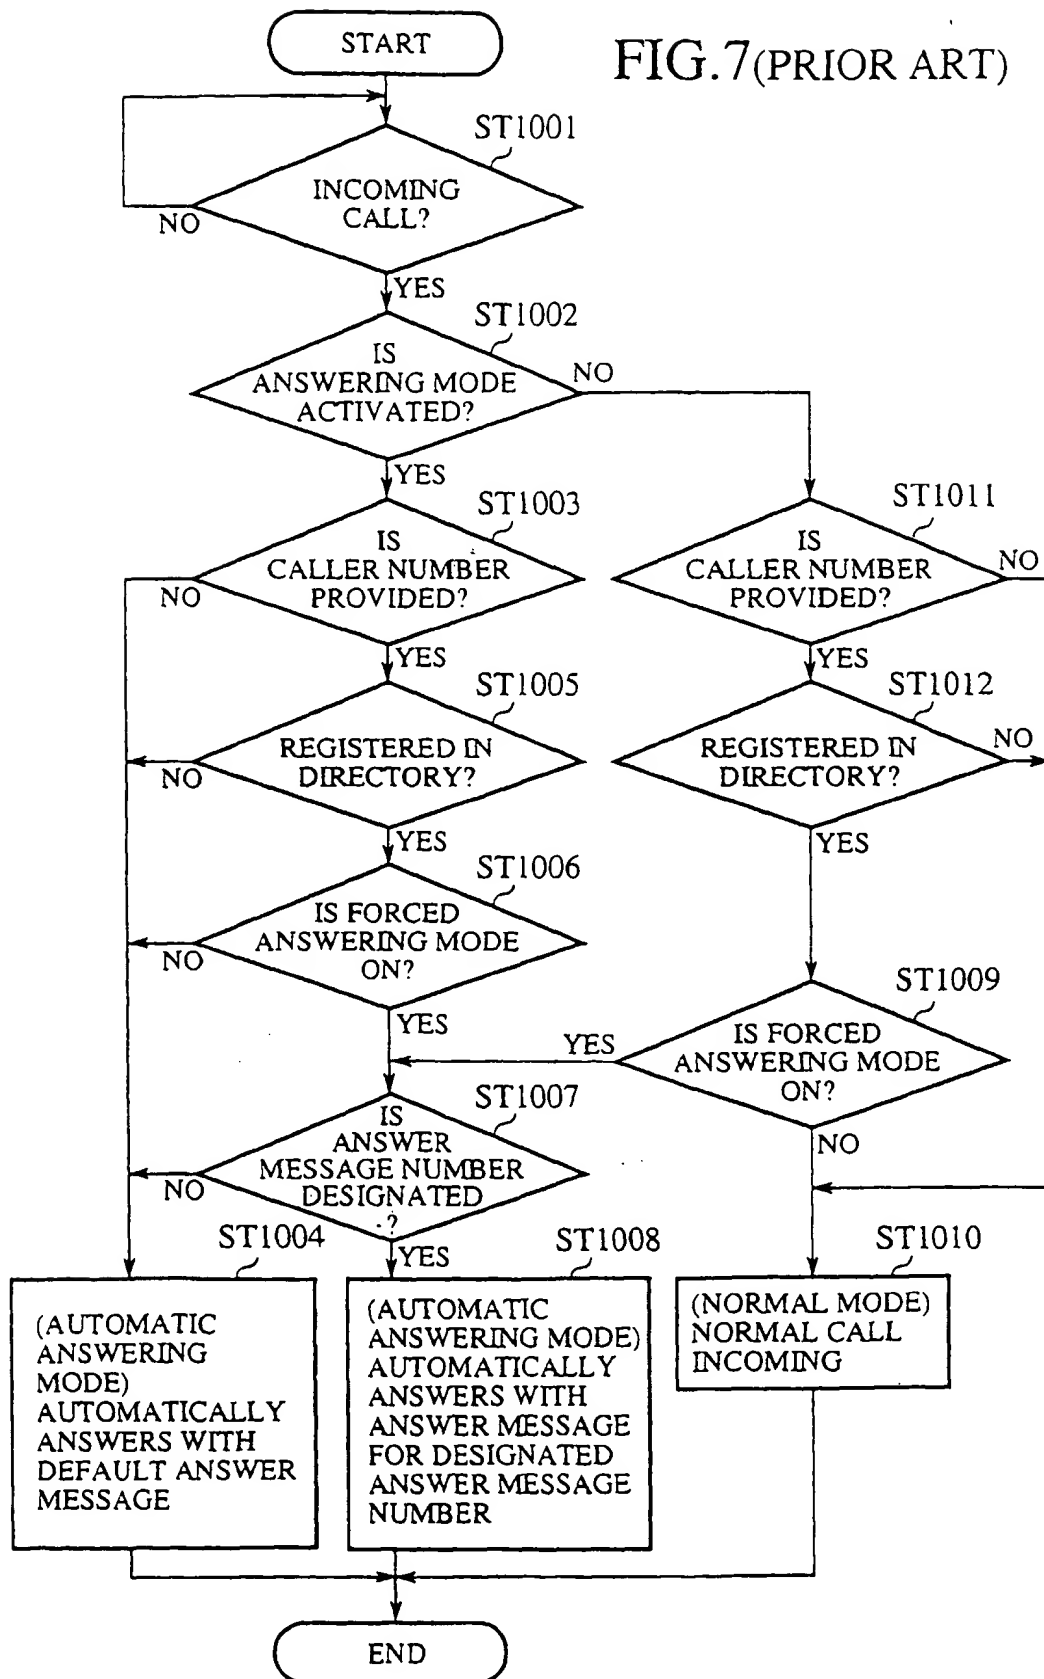 START
FIG.7(PRIOR ART)
ST1001
INCOMING
CALL?
NO
YES
ST1002
IS
ANSWERING MODE
ACTIVATED?
NO
YES
ST1003
IS
CALLER NUMBER
PROVIDED?
NO
YES
ST1011
IS
CALLER NUMBER
PROVIDED?
NO
YES
ST1005
REGISTERED IN
DIRECTORY?
NO
YES
ST1012
REGISTERED IN
DIRECTORY?
NO
YES
ST1006
IS FORCED
ANSWERING MODE
ON?
NO
YES
ST1009
IS FORCED
ANSWERING MODE
ON?
YES
NO
ST1007
IS
ANSWER
MESSAGE NUMBER
DESIGNATED
?
NO
YES
ST1004
(AUTOMATIC
ANSWERING
MODE)
AUTOMATICALLY
ANSWERS WITH
DEFAULT ANSWER
MESSAGE
ST1008
(AUTOMATIC
ANSWERING MODE)
AUTOMATICALLY
ANSWERS WITH
ANSWER MESSAGE
FOR DESIGNATED
ANSWER MESSAGE
NUMBER
ST1010
(NORMAL MODE)
NORMAL CALL
INCOMING
END